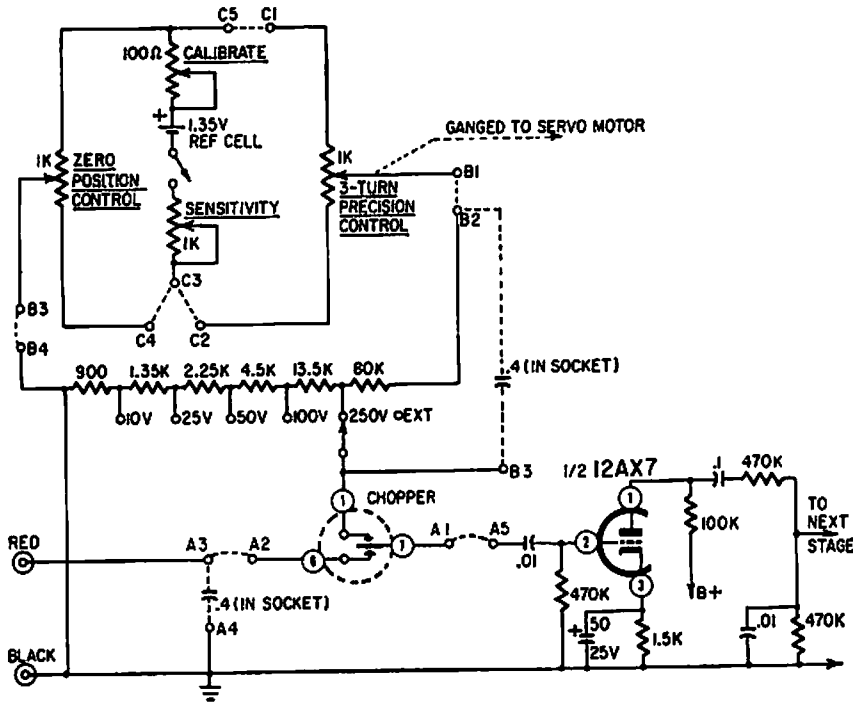 C5 C1
100Ω CALIBRATE
+
1.35V
REF CELL
GANGED TO SERVO MOTOR
1K ZERO
POSITION
CONTROL
1K
3-TURN
PRECISION
CONTROL
B1
B2
SENSITIVITY
1K
C3
B3
B4
C4 C2
900 1.35K 2.25K 4.5K 13.5K 80K
.4 (IN SOCKET)
10V 25V 50V 100V 250V EXT
B3
1/2 12AX7
.1 470K
1 CHOPPER
1
100K
TO
NEXT
STAGE
RED
A3 A2
6 7
A1 A5
.01
2
B+
3
.4 (IN SOCKET)
A4
470K
+ 50
25V
1.5K
.01
470K
BLACK